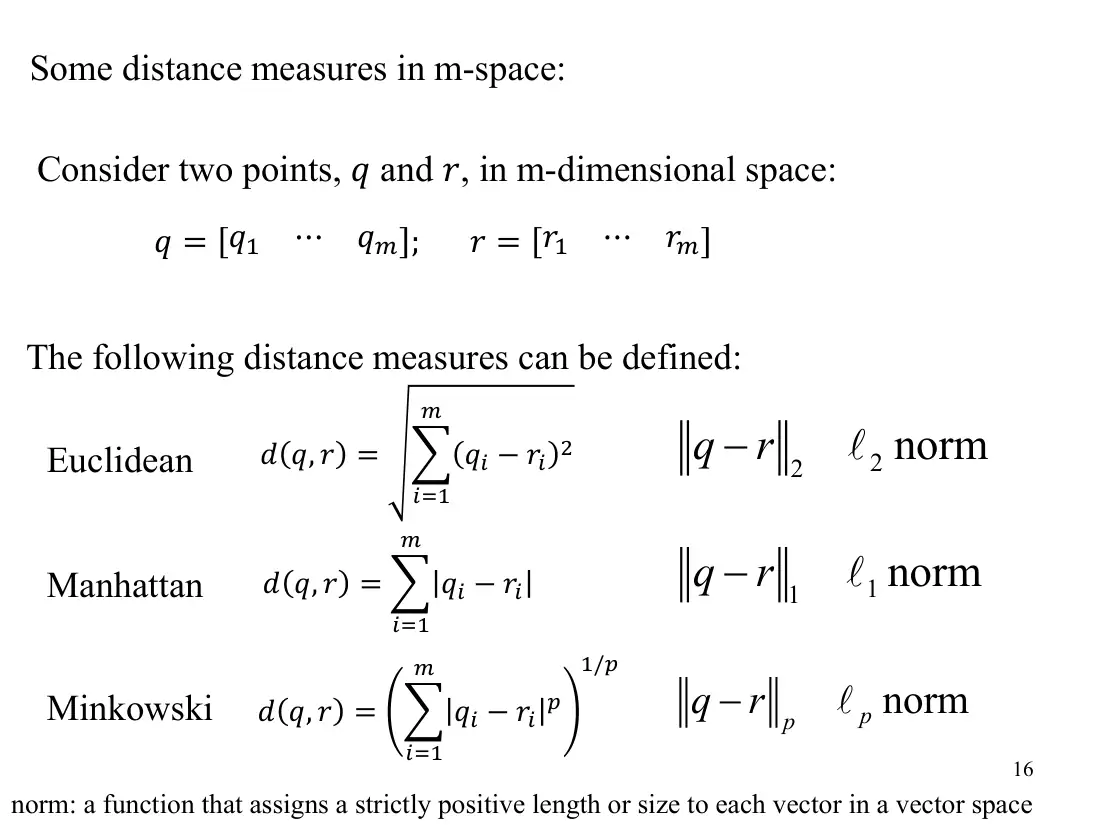 Some distance measures in m-space:
Consider two points, 𝑞 and 𝑟, in m-dimensional space:
𝑞 = [𝑞₁ ⋯ 𝑞ₘ]; 𝑟 = [𝑟₁ ⋯ 𝑟ₘ]
The following distance measures can be defined:
Euclidean 𝑑(𝑞, 𝑟) = √(∑_{𝑖=1}^{𝑚} (𝑞ᵢ − 𝑟ᵢ)²) ‖q − r‖₂ ℓ₂ norm
Manhattan 𝑑(𝑞, 𝑟) = ∑_{𝑖=1}^{𝑚} |𝑞ᵢ − 𝑟ᵢ| ‖q − r‖₁ ℓ₁ norm
Minkowski 𝑑(𝑞, 𝑟) = (∑_{𝑖=1}^{𝑚} |𝑞ᵢ − 𝑟ᵢ|^𝑝)^{1/𝑝} ‖q − r‖ₚ ℓₚ norm
16
norm: a function that assigns a strictly positive length or size to each vector in a vector space